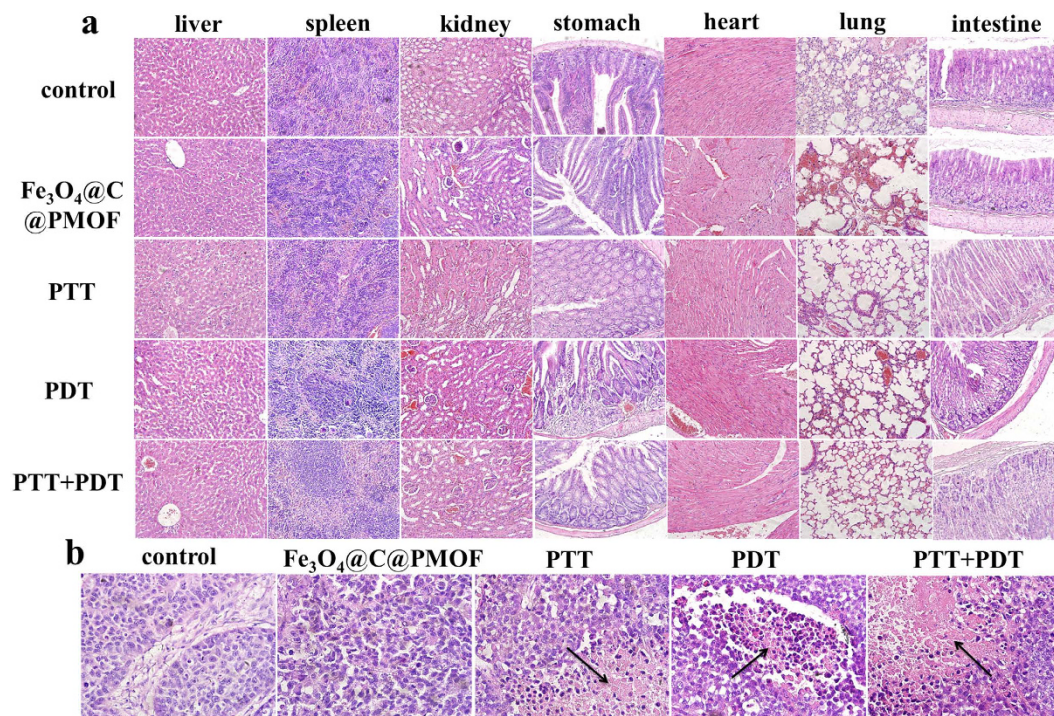 a
liver spleen kidney stomach heart lung intestine
control
Fe₃O₄@C
@PMOF
PTT
PDT
PTT+PDT
b
control Fe₃O₄@C@PMOF PTT PDT PTT+PDT